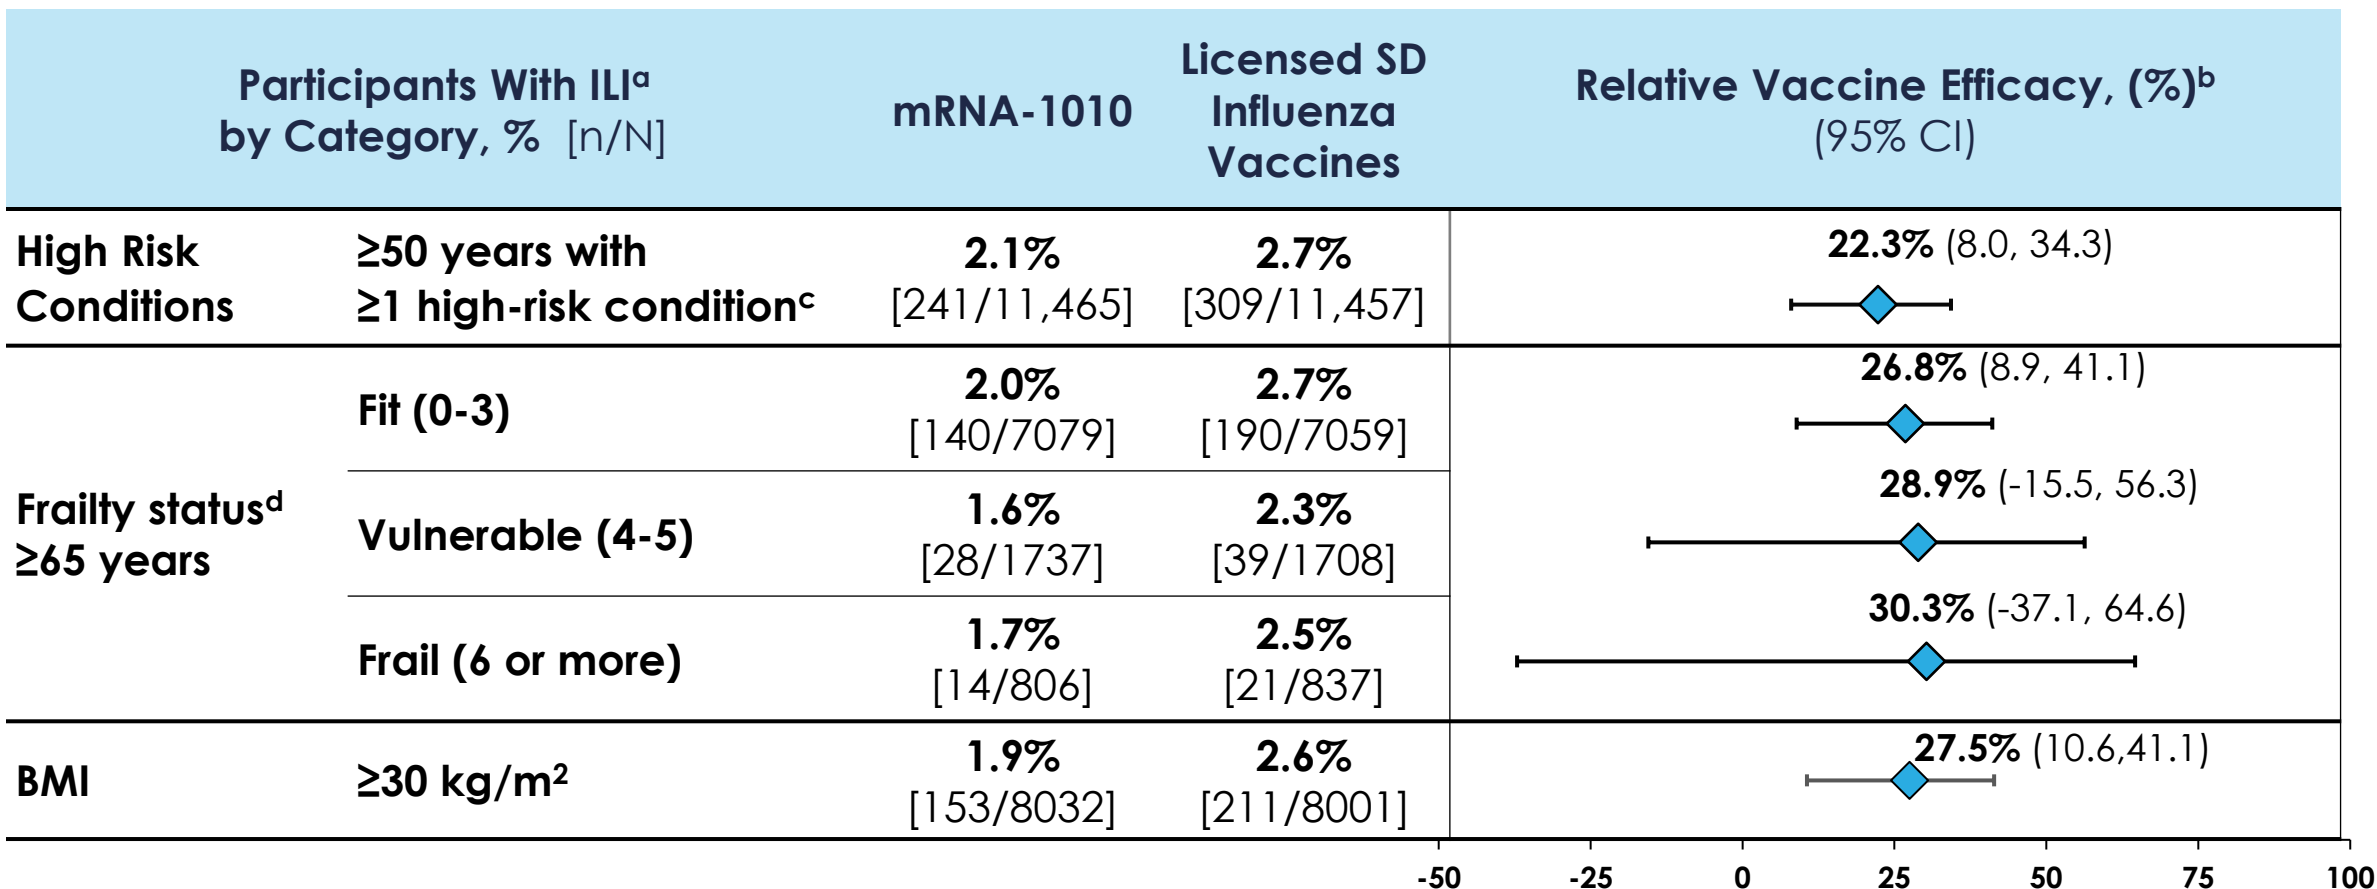 Participants With ILIᵃ
by Category, % [n/N]
mRNA-1010
Licensed SD
Influenza
Vaccines
Relative Vaccine Efficacy, (%)ᵇ
(95% CI)
High Risk
Conditions
≥50 years with
≥1 high-risk conditionᶜ
2.1%
[241/11,465]
2.7%
[309/11,457]
22.3% (8.0, 34.3)
Frailty statusᵈ
≥65 years
Fit (0-3)
2.0%
[140/7079]
2.7%
[190/7059]
26.8% (8.9, 41.1)
Vulnerable (4-5)
1.6%
[28/1737]
2.3%
[39/1708]
28.9% (-15.5, 56.3)
Frail (6 or more)
1.7%
[14/806]
2.5%
[21/837]
30.3% (-37.1, 64.6)
BMI
≥30 kg/m²
1.9%
[153/8032]
2.6%
[211/8001]
27.5% (10.6,41.1)
-50 -25 0 25 50 75 100